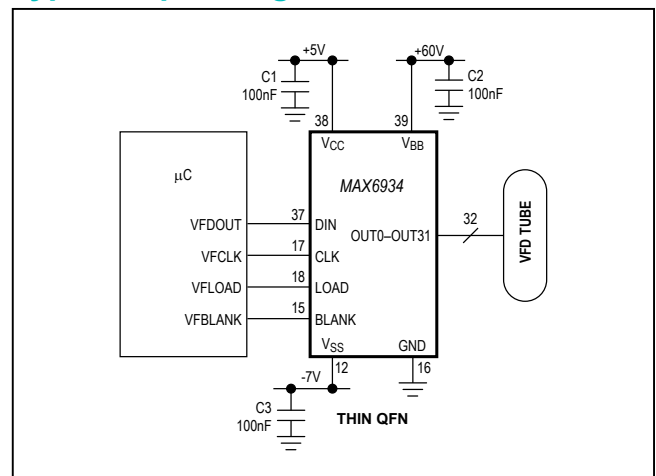 +5V
+60V
C1
100nF
C2
100nF
38
39
VCC
VBB
μC
MAX6934
VFDOUT
37
DIN
OUT0–OUT31
32
VFD TUBE
VFCLK
17
CLK
VFLOAD
18
LOAD
VFBLANK
15
BLANK
VSS
GND
12
16
-7V
C3
100nF
THIN QFN